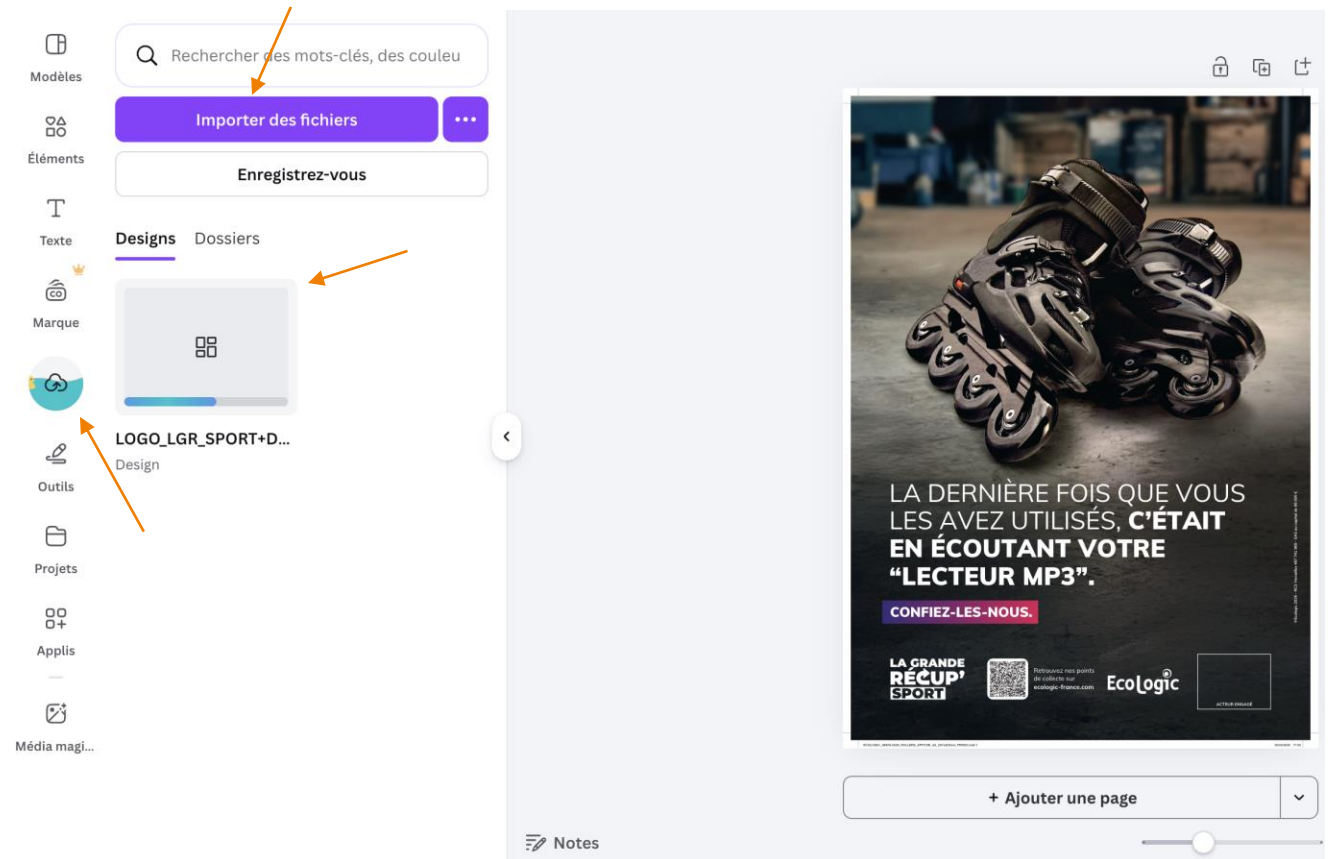 Modèles
Éléments
Texte
Marque
Outils
Projets
Applis
Média magi...
Rechercher des mots-clés, des couleu
Importer des fichiers
Enregistrez-vous
Designs Dossiers
LOGO_LGR_SPORT+D...
Design
LA DERNIÈRE FOIS QUE VOUS
LES AVEZ UTILISÉS, C’ÉTAIT
EN ÉCOUTANT VOTRE
“LECTEUR MP3”.
CONFIEZ-LES-NOUS.
LA GRANDE
RÉCUP’
SPORT
Retrouvez nos points
de collecte sur
ecologic-france.com
Ecologic
ACTEUR ENGAGÉ
+ Ajouter une page
Notes